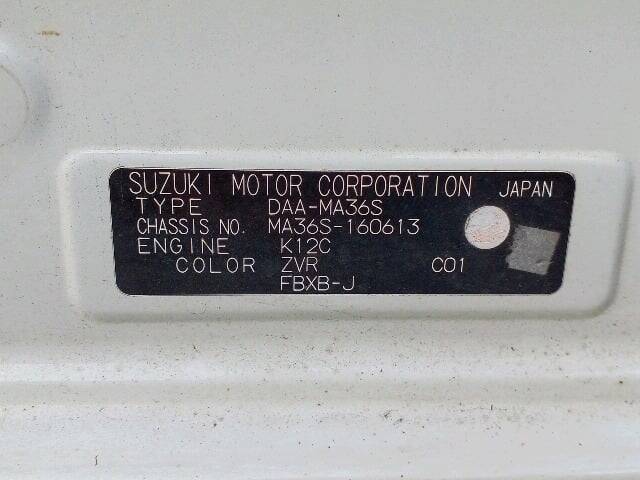 SUZUKI MOTOR CORPORATION JAPAN
TYPE DAA-MA36S
CHASSIS NO. MA36S-160613
ENGINE K12C
COLOR ZVR C01
FBXB-J